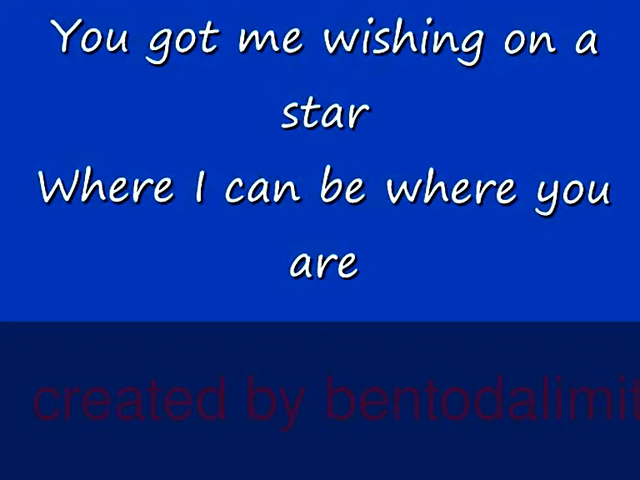 You got me wishing on a
star
Where I can be where you
are
created by bentodalimit